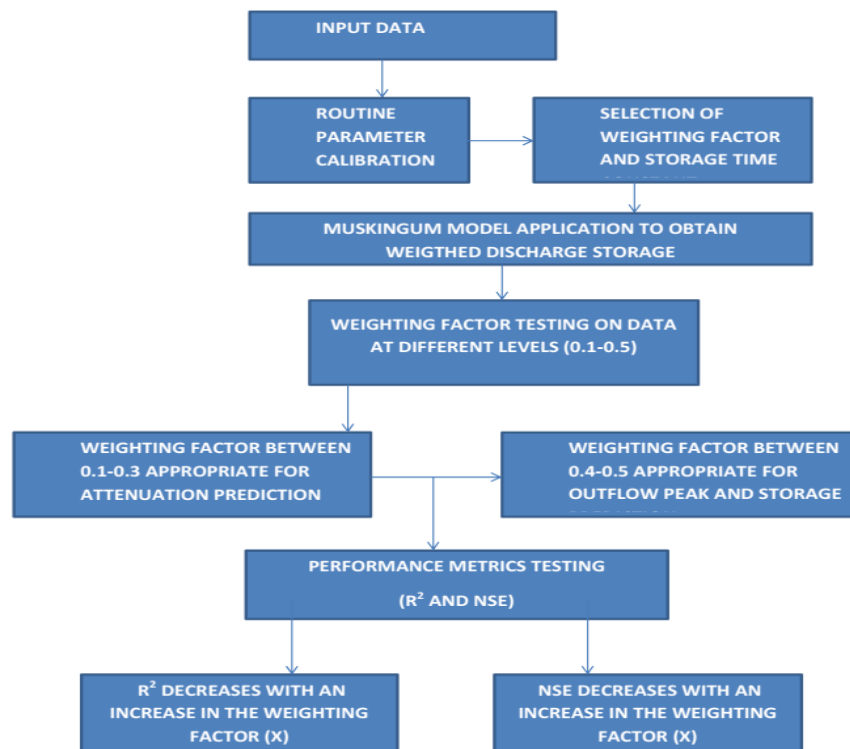 INPUT DATA
ROUTINE
PARAMETER
CALIBRATION
SELECTION OF
WEIGHTING FACTOR
AND STORAGE TIME
MUSKINGUM MODEL APPLICATION TO OBTAIN
WEIGTHED DISCHARGE STORAGE
WEIGHTING FACTOR TESTING ON DATA
AT DIFFERENT LEVELS (0.1-0.5)
WEIGHTING FACTOR BETWEEN
0.1-0.3 APPROPRIATE FOR
ATTENUATION PREDICTION
WEIGHTING FACTOR BETWEEN
0.4-0.5 APPROPRIATE FOR
OUTFLOW PEAK AND STORAGE
PERFORMANCE METRICS TESTING
(R² AND NSE)
R² DECREASES WITH AN
INCREASE IN THE WEIGHTING
FACTOR (X)
NSE DECREASES WITH AN
INCREASE IN THE WEIGHTING
FACTOR (X)